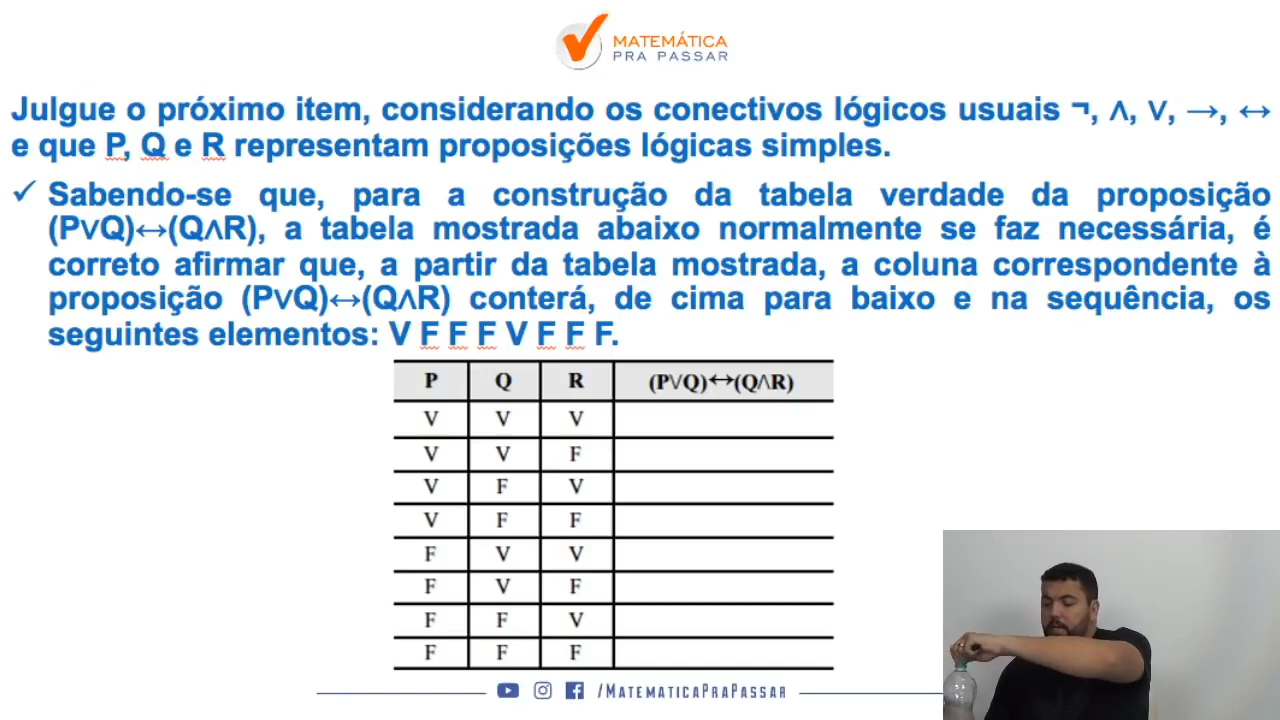 MATEMÁTICA
PRA PASSAR
Julgue o próximo item, considerando os conectivos lógicos usuais ¬, ∧, ∨, →, ↔
e que P, Q e R representam proposições lógicas simples.
✓ Sabendo-se que, para a construção da tabela verdade da proposição
(P∨Q)↔(Q∧R), a tabela mostrada abaixo normalmente se faz necessária, é
correto afirmar que, a partir da tabela mostrada, a coluna correspondente à
proposição (P∨Q)↔(Q∧R) conterá, de cima para baixo e na sequência, os
seguintes elementos: V F F F V F F F.
P Q R (P∨Q)↔(Q∧R)
V V V
V V F
V F V
V F F
F V V
F V F
F F V
F F F
/MATEMATICAPRAPASSAR